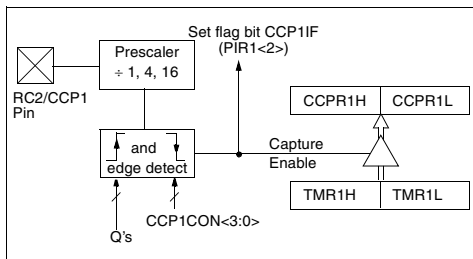 Set flag bit CCP1IF
(PIR1<2>)
Prescaler
÷ 1, 4, 16
RC2/CCP1
Pin
CCPR1H
CCPR1L
and
edge detect
Capture
Enable
TMR1H
TMR1L
CCP1CON<3:0>
Q's